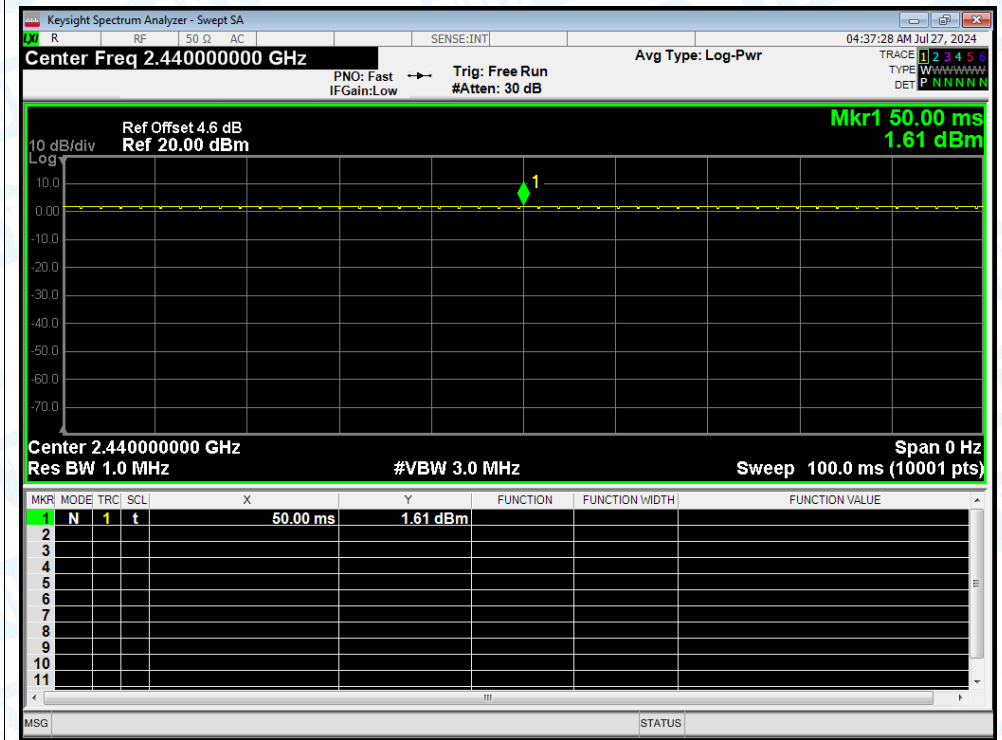 Keysight Spectrum Analyzer - Swept SA
LXI R RF 50 Ω AC SENSE:INT 04:37:28 AM Jul 27, 2024
Center Freq 2.440000000 GHz
PNO: Fast
IFGain:Low
Trig: Free Run
#Atten: 30 dB
Avg Type: Log-Pwr
TRACE 1 2 3 4 5 6
TYPE WWWWWW
DET P N N N N N
Ref Offset 4.6 dB
10 dB/div Ref 20.00 dBm
Log
Mkr1 50.00 ms
1.61 dBm
10.0
1
0.00
-10.0
-20.0
-30.0
-40.0
-50.0
-60.0
-70.0
Center 2.440000000 GHz Span 0 Hz
Res BW 1.0 MHz #VBW 3.0 MHz Sweep 100.0 ms (10001 pts)
MKR MODE TRC SCL X Y FUNCTION FUNCTION WIDTH FUNCTION VALUE
1 N 1 t 50.00 ms 1.61 dBm
2
3
4
5
6
7
8
9
10
11
MSG STATUS